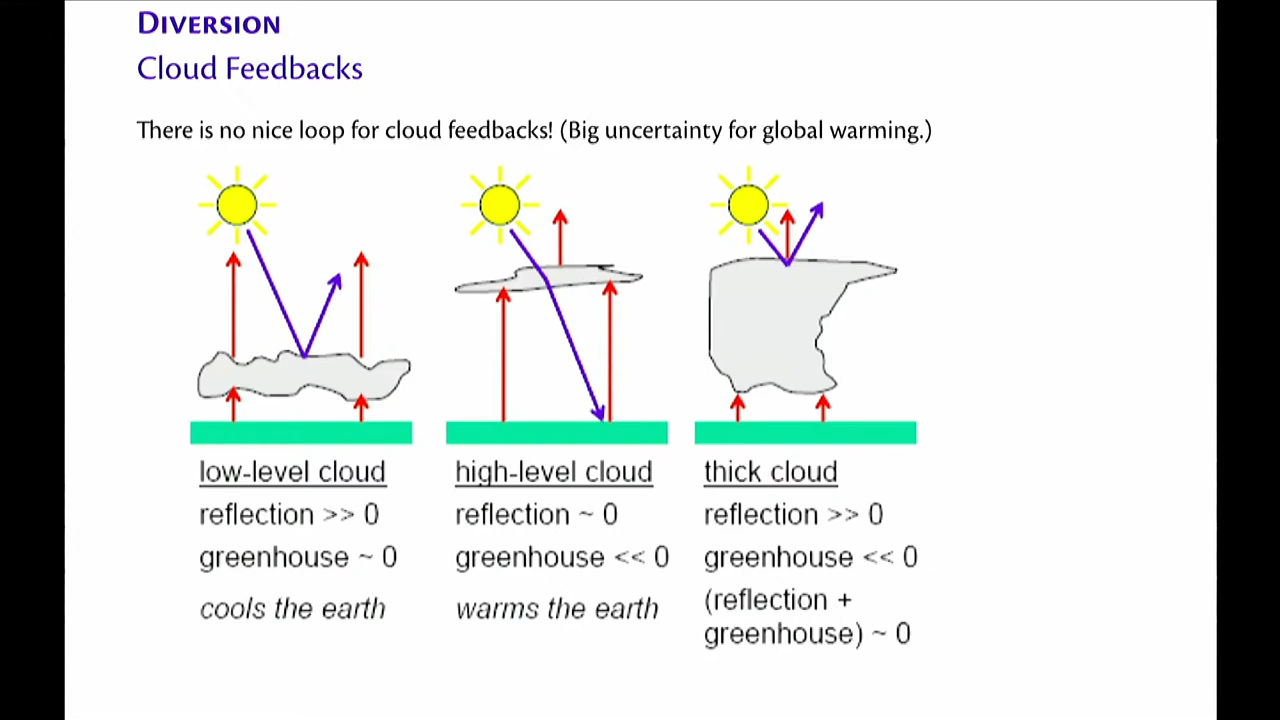 DIVERSION
Cloud Feedbacks
There is no nice loop for cloud feedbacks! (Big uncertainty for global warming.)
low-level cloud
reflection >> 0
greenhouse ~ 0
cools the earth
high-level cloud
reflection ~ 0
greenhouse << 0
warms the earth
thick cloud
reflection >> 0
greenhouse << 0
(reflection +
greenhouse) ~ 0